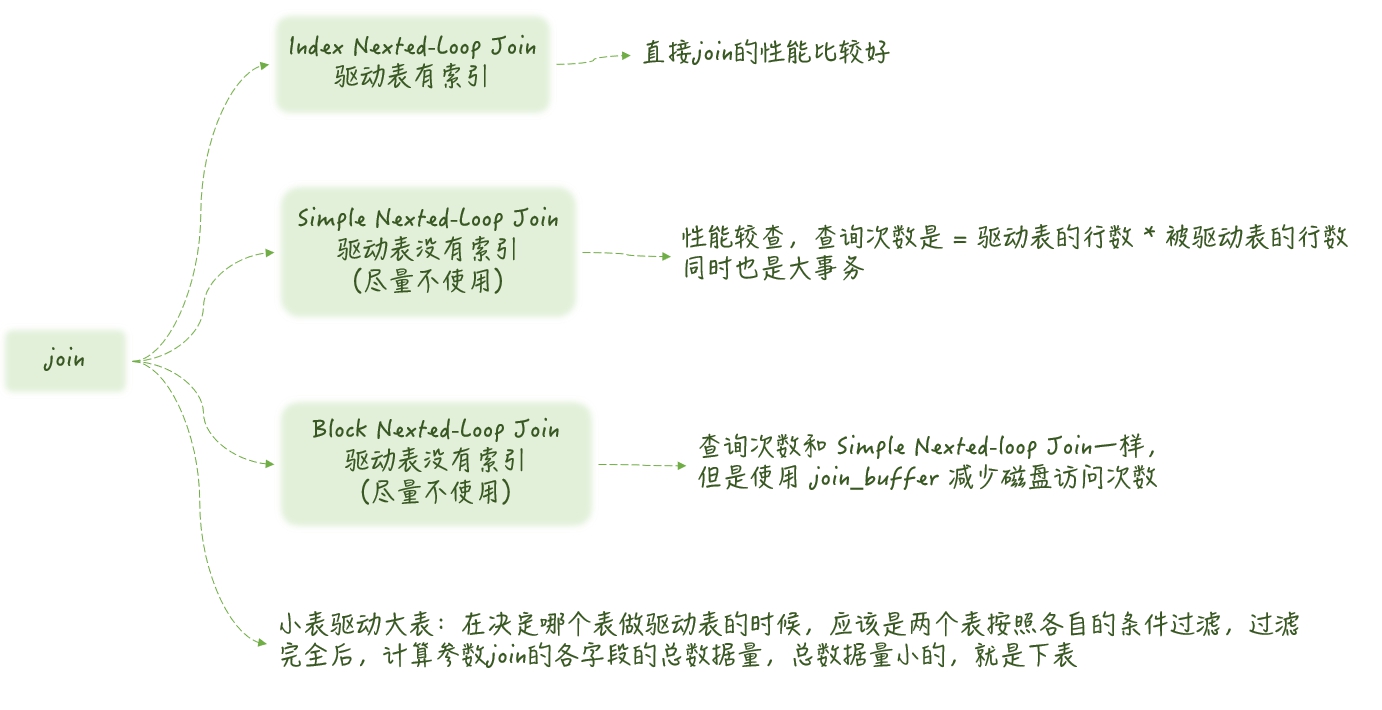 Index Nexted-Loop Join
驱动表有索引
直接join的性能比较好
Simple Nexted-Loop Join
驱动表没有索引
(尽量不使用)
性能较查，查询次数是 = 驱动表的行数 * 被驱动表的行数
同时也是大事务
join
Block Nexted-Loop Join
驱动表没有索引
(尽量不使用)
查询次数和 Simple Nexted-loop Join一样，
但是使用 join_buffer 减少磁盘访问次数
小表驱动大表：在决定哪个表做驱动表的时候，应该是两个表按照各自的条件过滤，过滤
完全后，计算参数join的各字段的总数据量，总数据量小的，就是下表